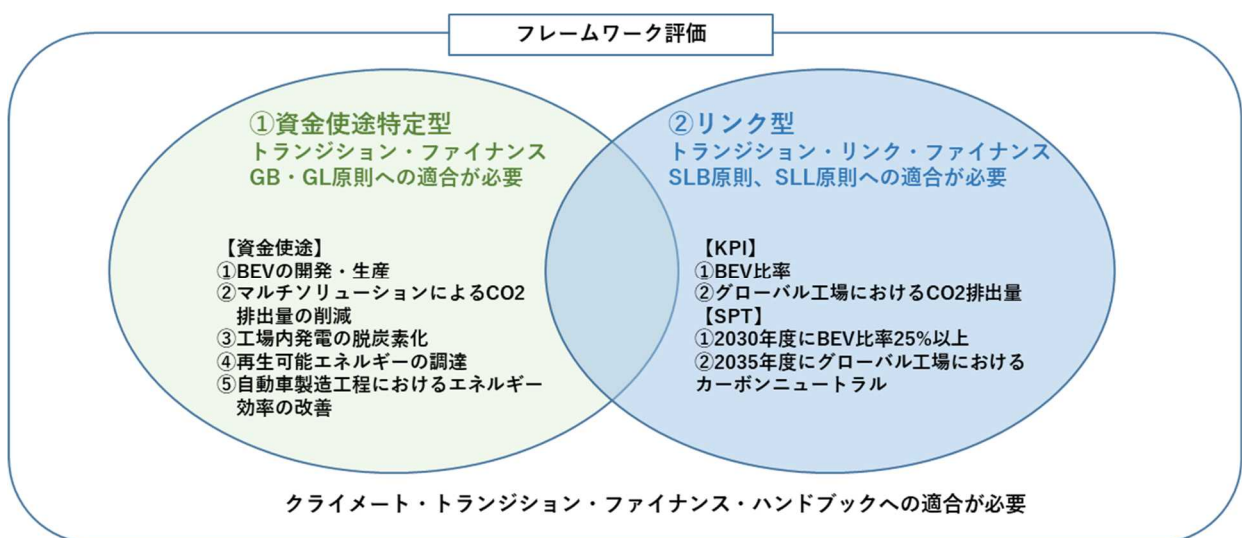 フレームワーク評価
①資金使途特定型
トランジション・ファイナンス
GB・GL原則への適合が必要
【資金使途】
①BEVの開発・生産
②マルチソリューションによるCO2
排出量の削減
③工場内発電の脱炭素化
④再生可能エネルギーの調達
⑤自動車製造工程におけるエネルギー
効率の改善
②リンク型
トランジション・リンク・ファイナンス
SLB原則、SLL原則への適合が必要
【KPI】
①BEV比率
②グローバル工場におけるCO2排出量
【SPT】
①2030年度にBEV比率25%以上
②2035年度にグローバル工場における
カーボンニュートラル
クライメート・トランジション・ファイナンス・ハンドブックへの適合が必要